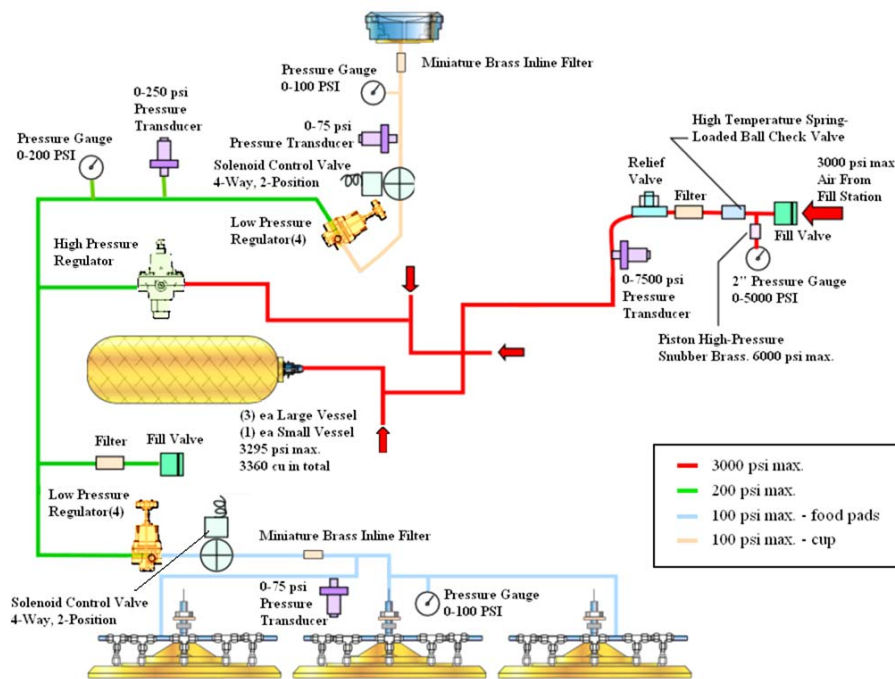 Miniature Brass Inline Filter
Pressure Gauge
0-100 PSI
0-250 psi
Pressure
Transducer
Pressure Gauge
0-200 PSI
0-75 psi
Pressure Transducer
Solenoid Control Valve
4-Way, 2-Position
Low Pressure
Regulator(4)
High Pressure
Regulator
High Temperature Spring-
Loaded Ball Check Valve
Relief
Valve
Filter
3000 psi max
Air From
Fill Station
Fill Valve
0-7500 psi
Pressure
Transducer
2" Pressure Gauge
0-5000 PSI
Piston High-Pressure
Snubber Brass. 6000 psi max.
(3) ea Large Vessel
(1) ea Small Vessel
3295 psi max.
3360 cu in total
Filter
Fill Valve
Low Pressure
Regulator(4)
Miniature Brass Inline Filter
Solenoid Control Valve
4-Way, 2-Position
0-75 psi
Pressure
Transducer
Pressure Gauge
0-100 PSI
3000 psi max.
200 psi max.
100 psi max. - food pads
100 psi max. - cup